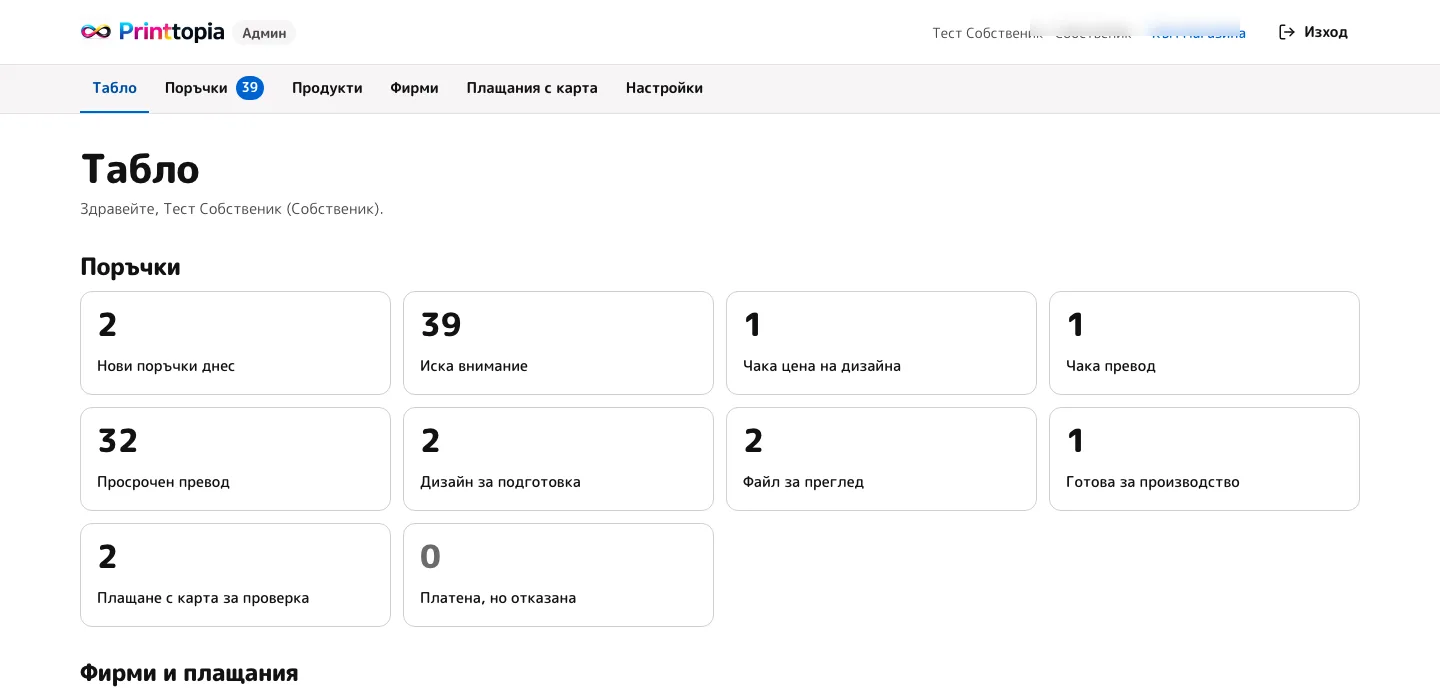 Printtopia Админ
Тест Собственик
Изход
Табло
Поръчки 39
Продукти
Фирми
Плащания с карта
Настройки
Табло
Здравейте, Тест Собственик (Собственик).
Поръчки
2
Нови поръчки днес
39
Иска внимание
1
Чака цена на дизайна
1
Чака превод
32
Просрочен превод
2
Дизайн за подготовка
2
Файл за преглед
1
Готова за производство
2
Плащане с карта за проверка
0
Платена, но отказана
Фирми и плащания